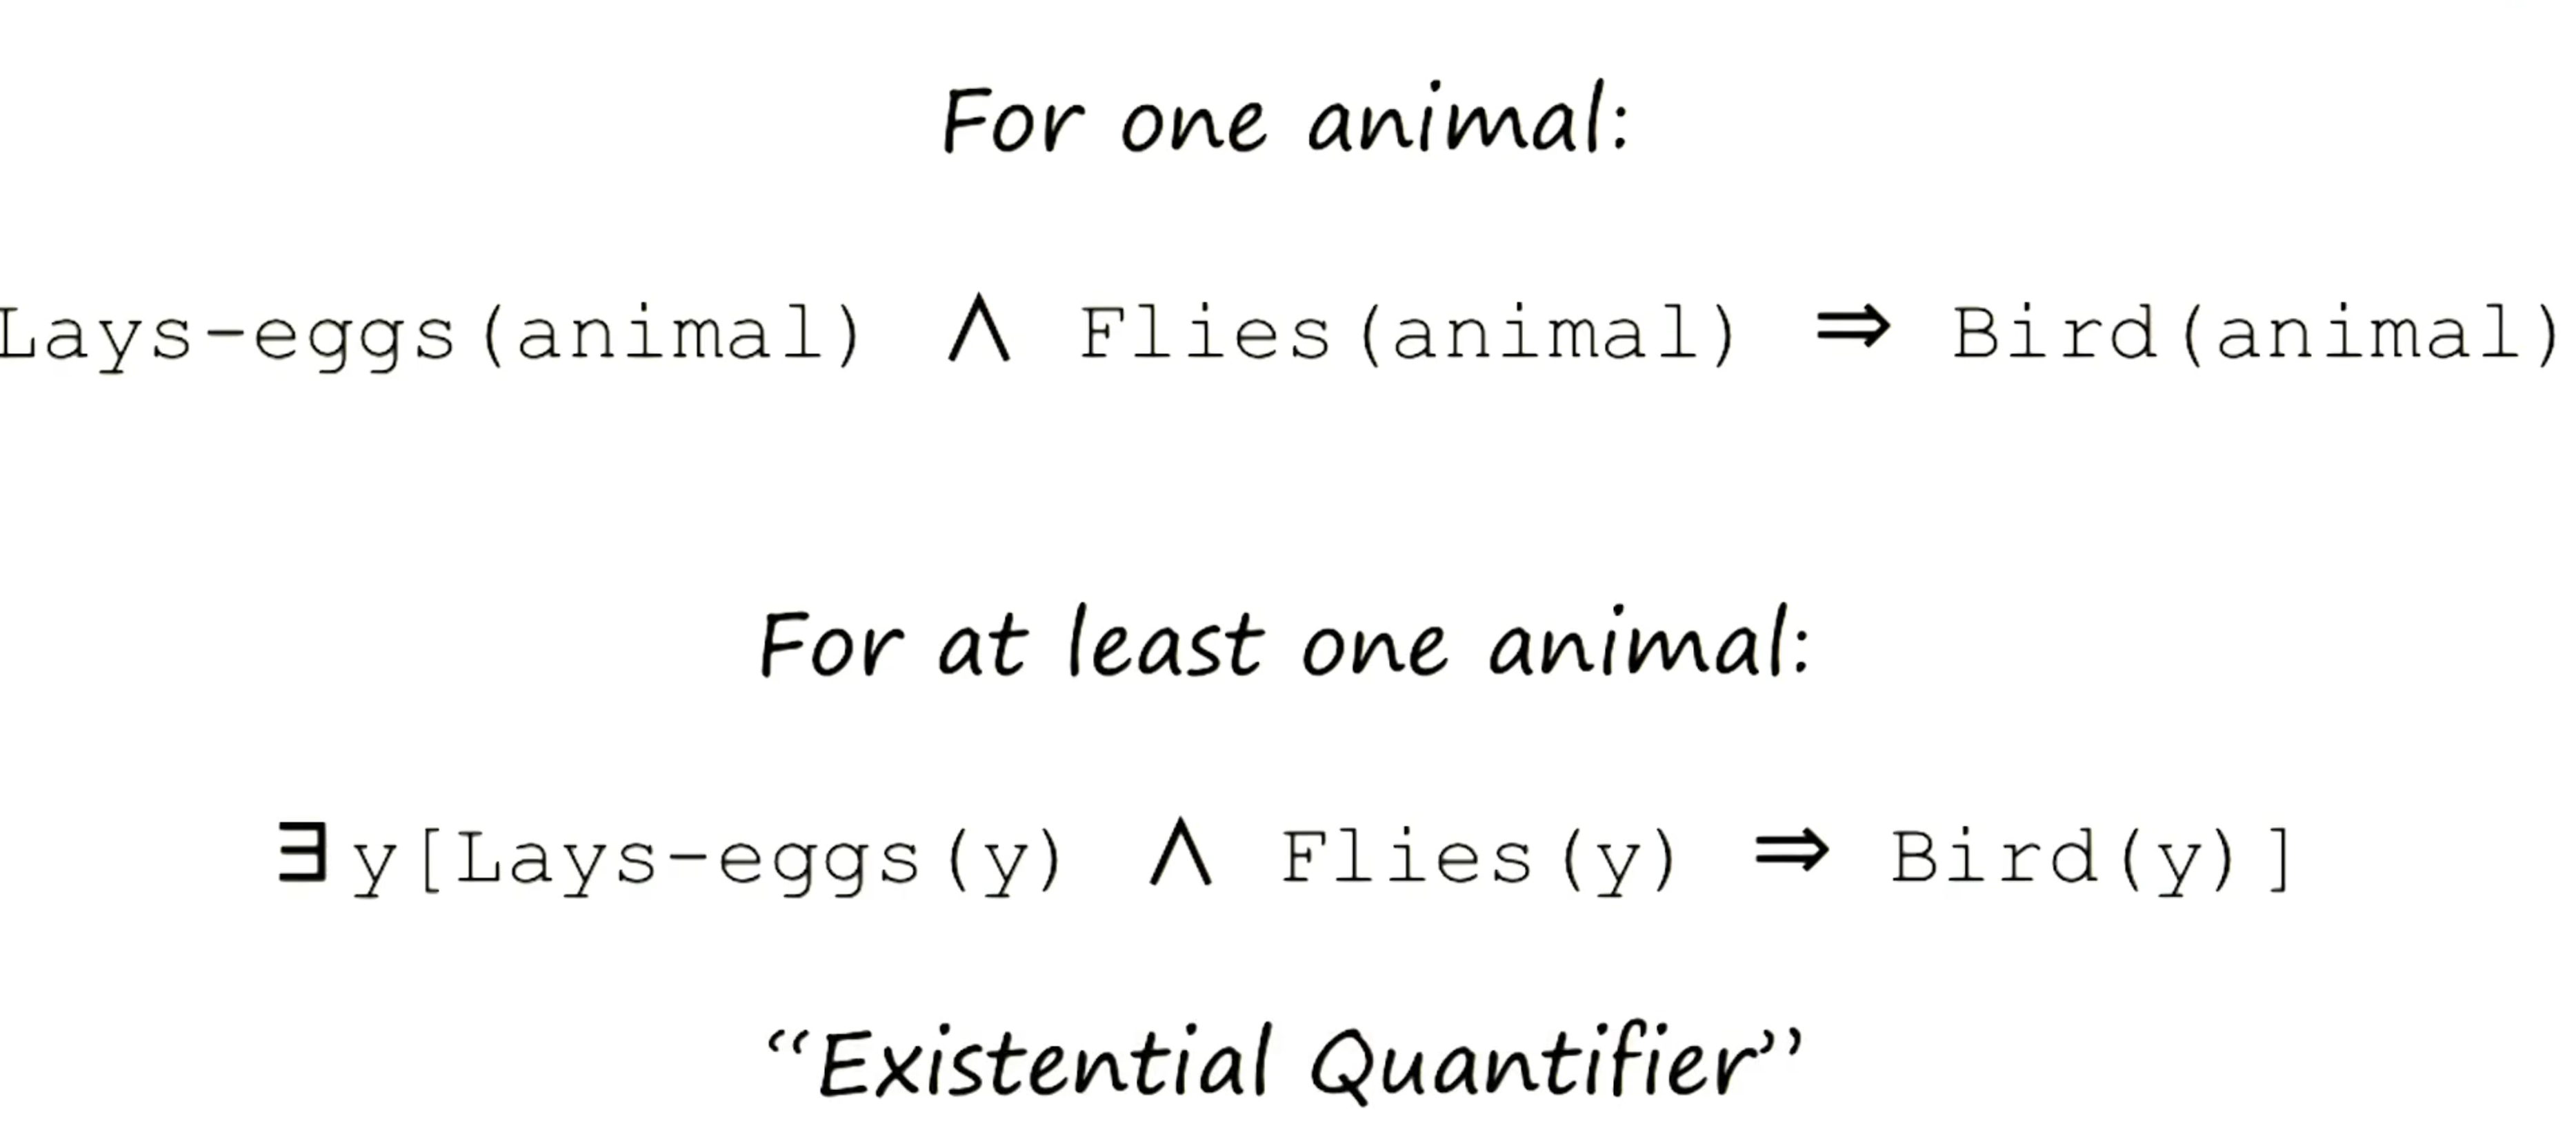 For one animal:
Lays-eggs(animal) ∧ Flies(animal) ⇒ Bird(animal)
For at least one animal:
∃y[Lays-eggs(y) ∧ Flies(y) ⇒ Bird(y)]
“Existential Quantifier”